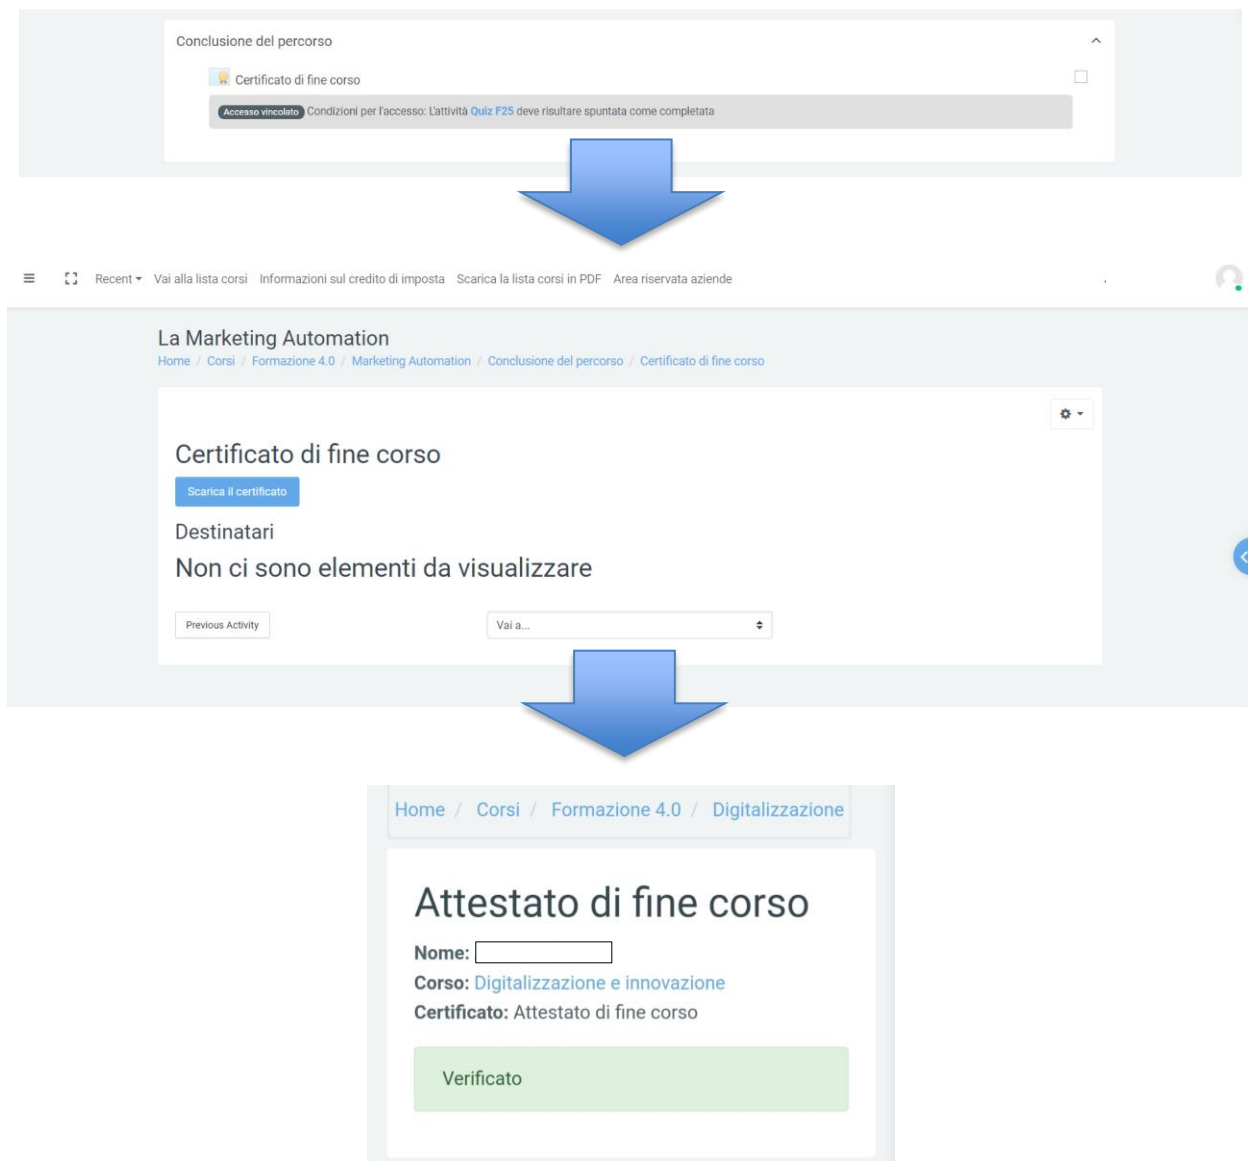 Conclusione del percorso
Certificato di fine corso
Accesso vincolato Condizioni per l'accesso: L'attività Quiz F25 deve risultare spuntata come completata
Recent Vai alla lista corsi Informazioni sul credito di imposta Scarica la lista corsi in PDF Area riservata aziende
La Marketing Automation
Home / Corsi / Formazione 4.0 / Marketing Automation / Conclusione del percorso / Certificato di fine corso
Certificato di fine corso
Scarica il certificato
Destinatari
Non ci sono elementi da visualizzare
Previous Activity Vai a...
Home / Corsi / Formazione 4.0 / Digitalizzazione
Attestato di fine corso
Nome:
Corso: Digitalizzazione e innovazione
Certificato: Attestato di fine corso
Verificato